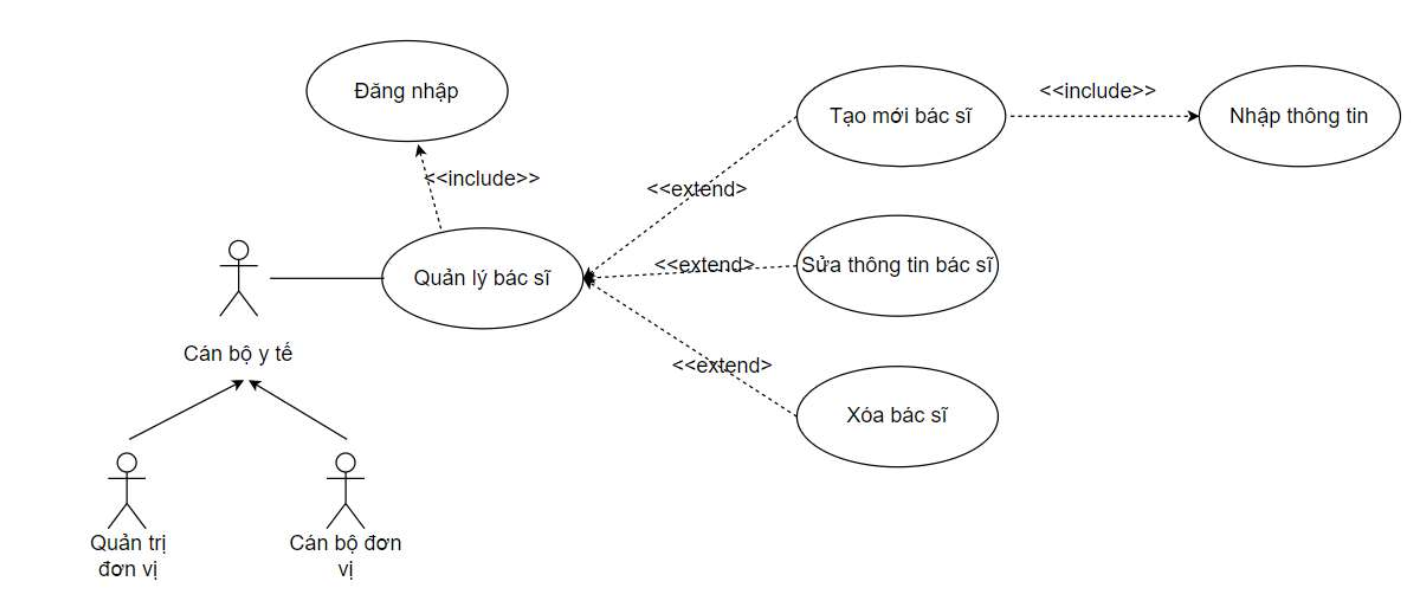 Đăng nhập
Tạo mới bác sĩ
<<include>>
Nhập thông tin
<<include>>
<<extend>
Quản lý bác sĩ
<<extend>
Sửa thông tin bác sĩ
Cán bộ y tế
<<extend>
Xóa bác sĩ
Quản trị
đơn vị
Cán bộ đơn
vị